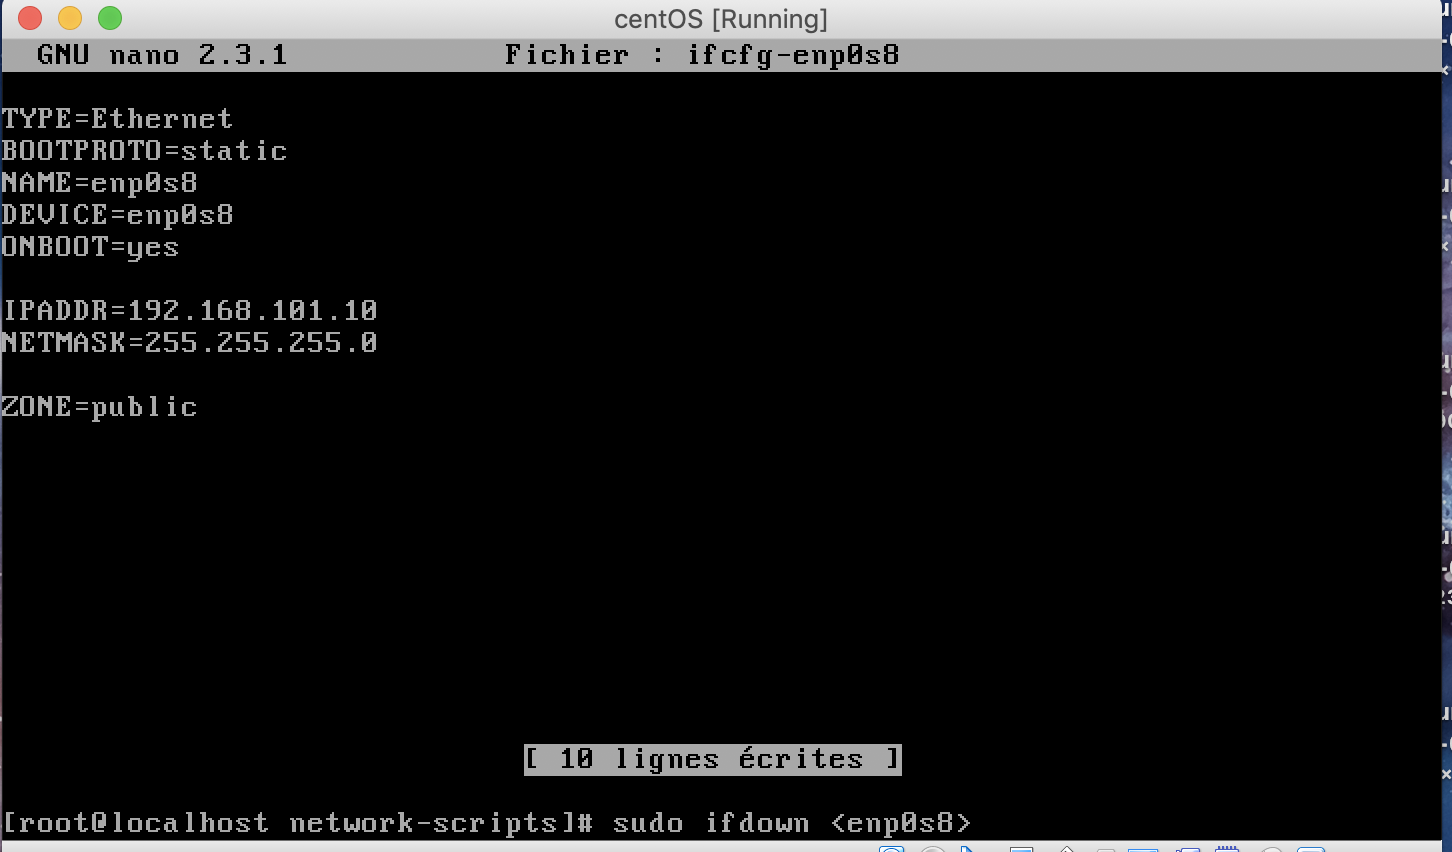 centOS [Running]
GNU nano 2.3.1 Fichier : ifcfg-enp0s8
TYPE=Ethernet
BOOTPROTO=static
NAME=enp0s8
DEVICE=enp0s8
ONBOOT=yes
IPADDR=192.168.101.10
NETMASK=255.255.255.0
ZONE=public
[ 10 lignes écrites ]
[root@localhost network-scripts]# sudo ifdown <enp0s8>